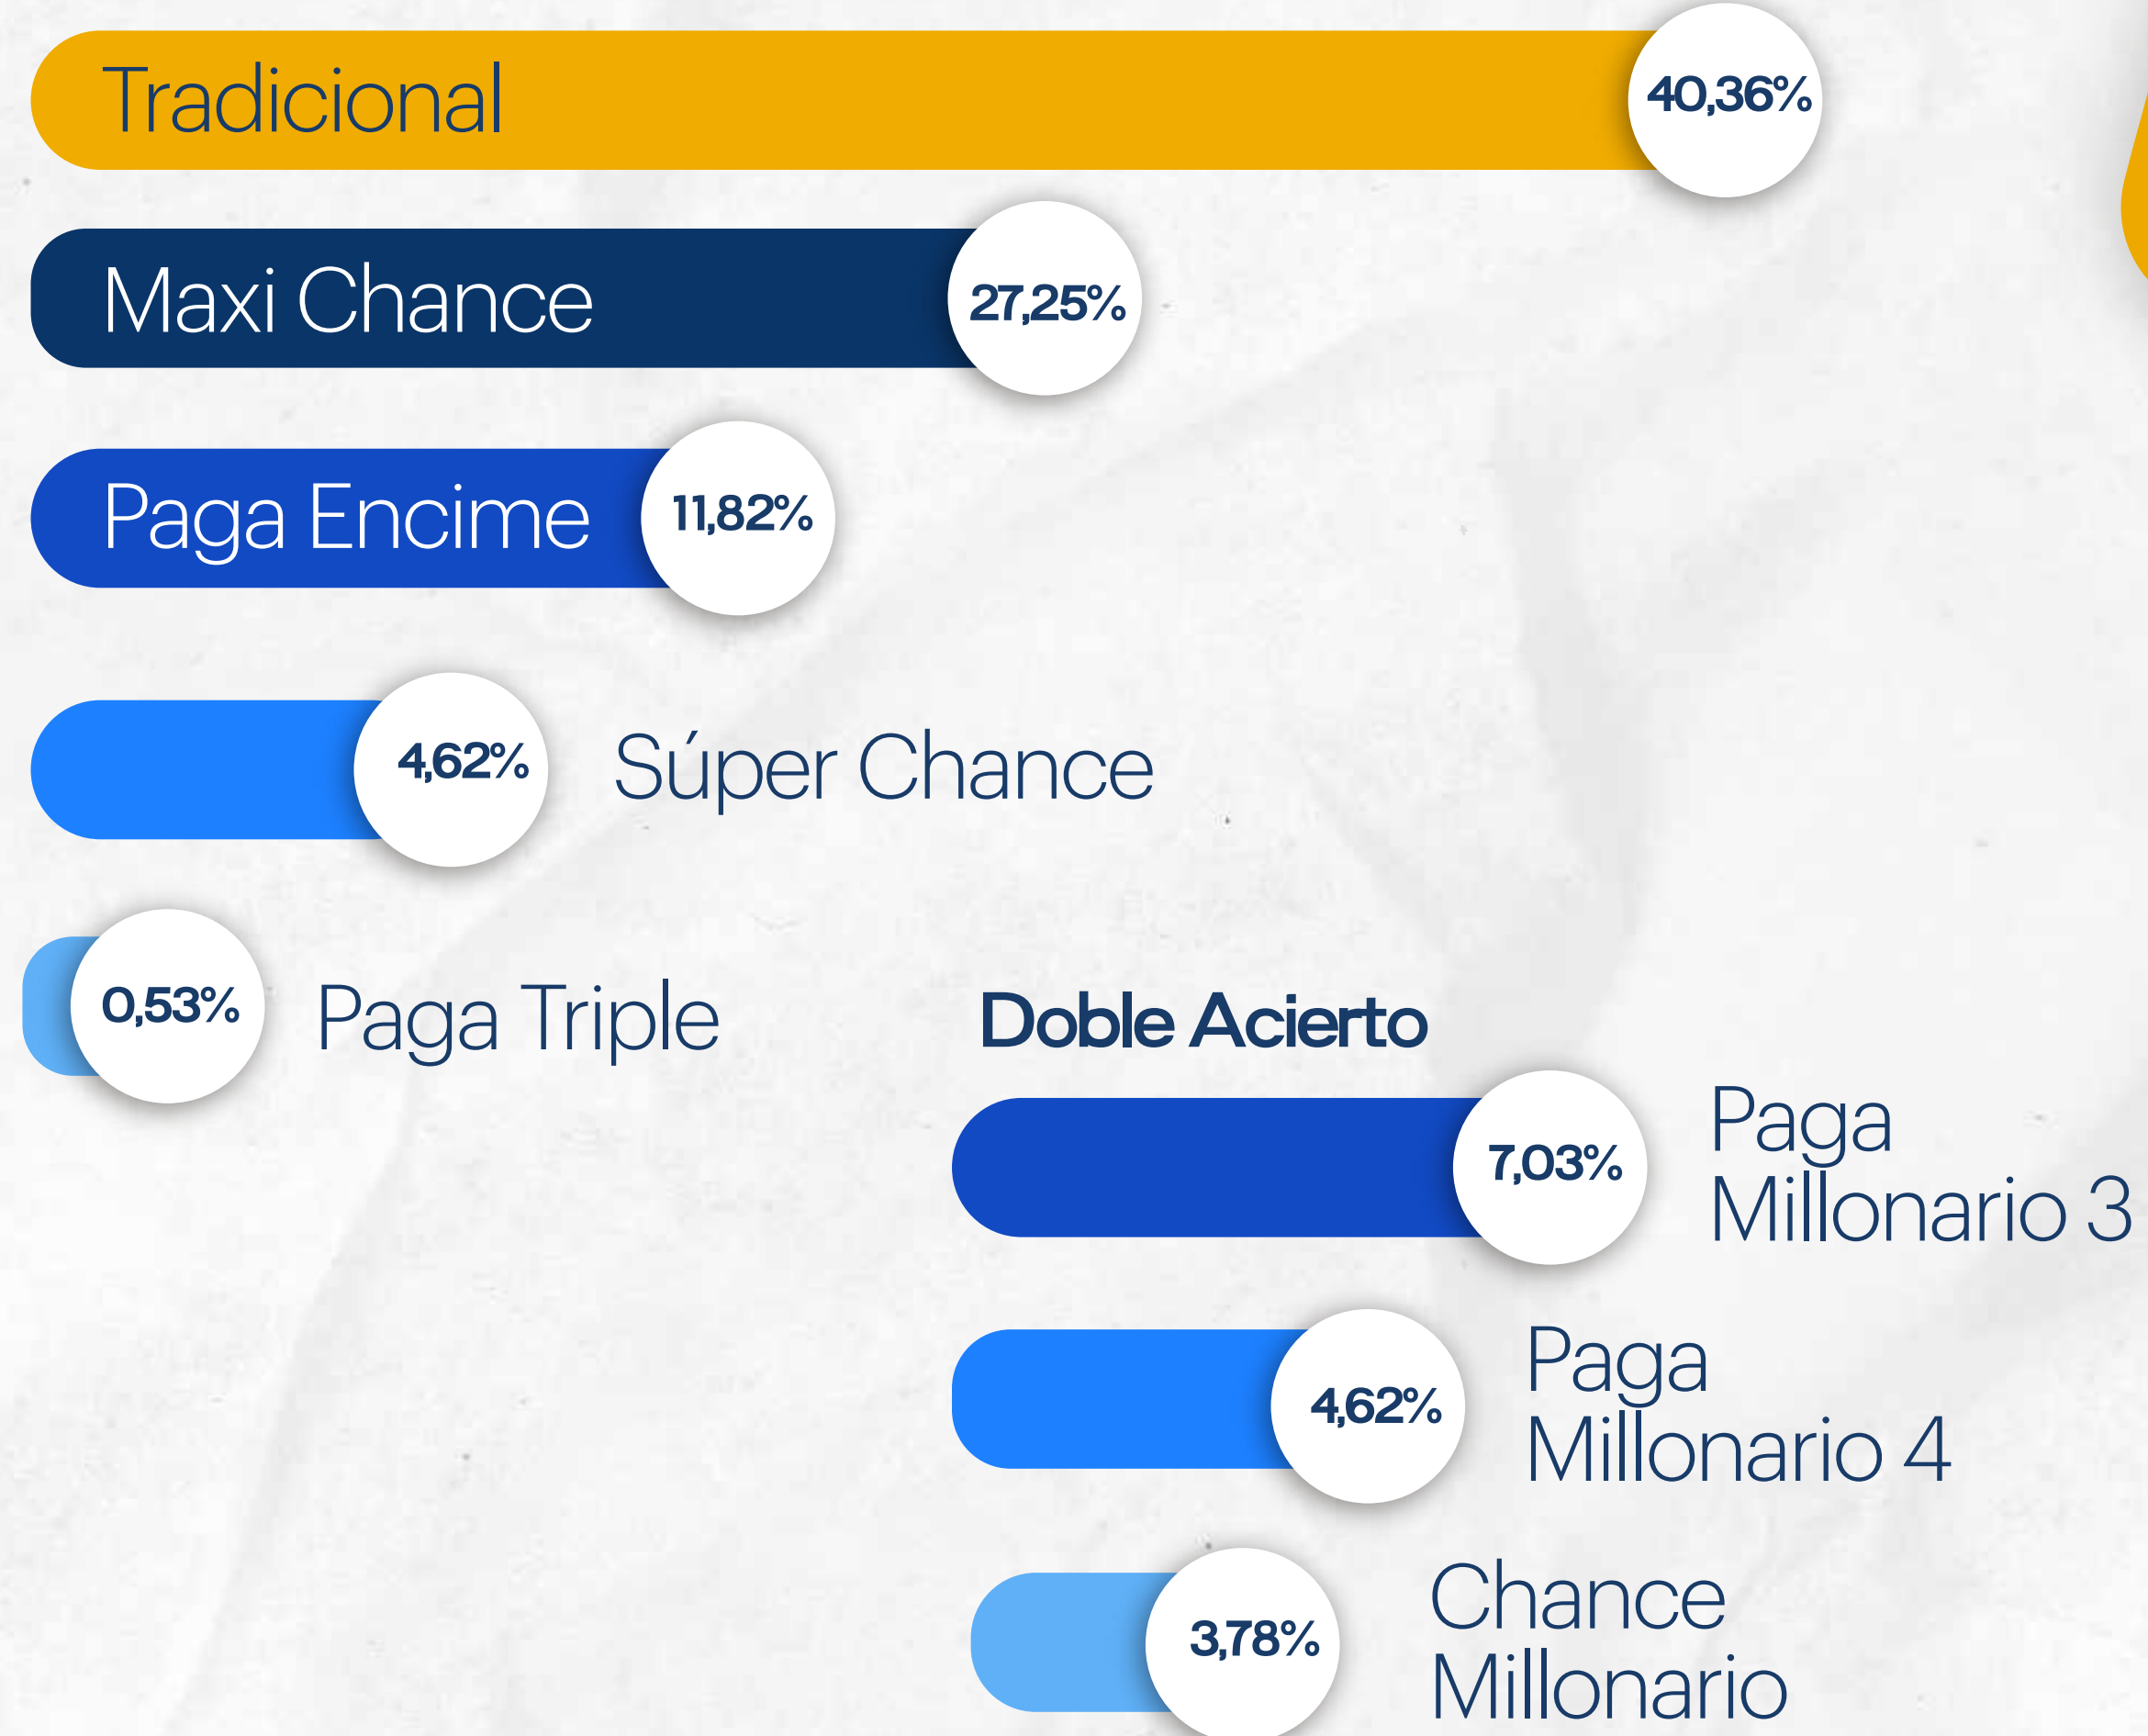 Tradicional
40,36%
Maxi Chance
27,25%
Paga Encime
11,82%
4,62%
Súper Chance
0,53%
Paga Triple
Doble Acierto
7,03%
Paga
Millonario 3
4,62%
Paga
Millonario 4
3,78%
Chance
Millonario